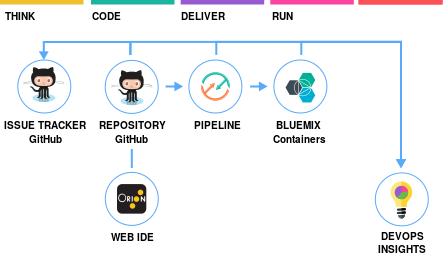 THINK
CODE
DELIVER
RUN
ISSUE TRACKER
GitHub
REPOSITORY
GitHub
PIPELINE
BLUEMIX
Containers
ORION
WEB IDE
DEVOPS
INSIGHTS